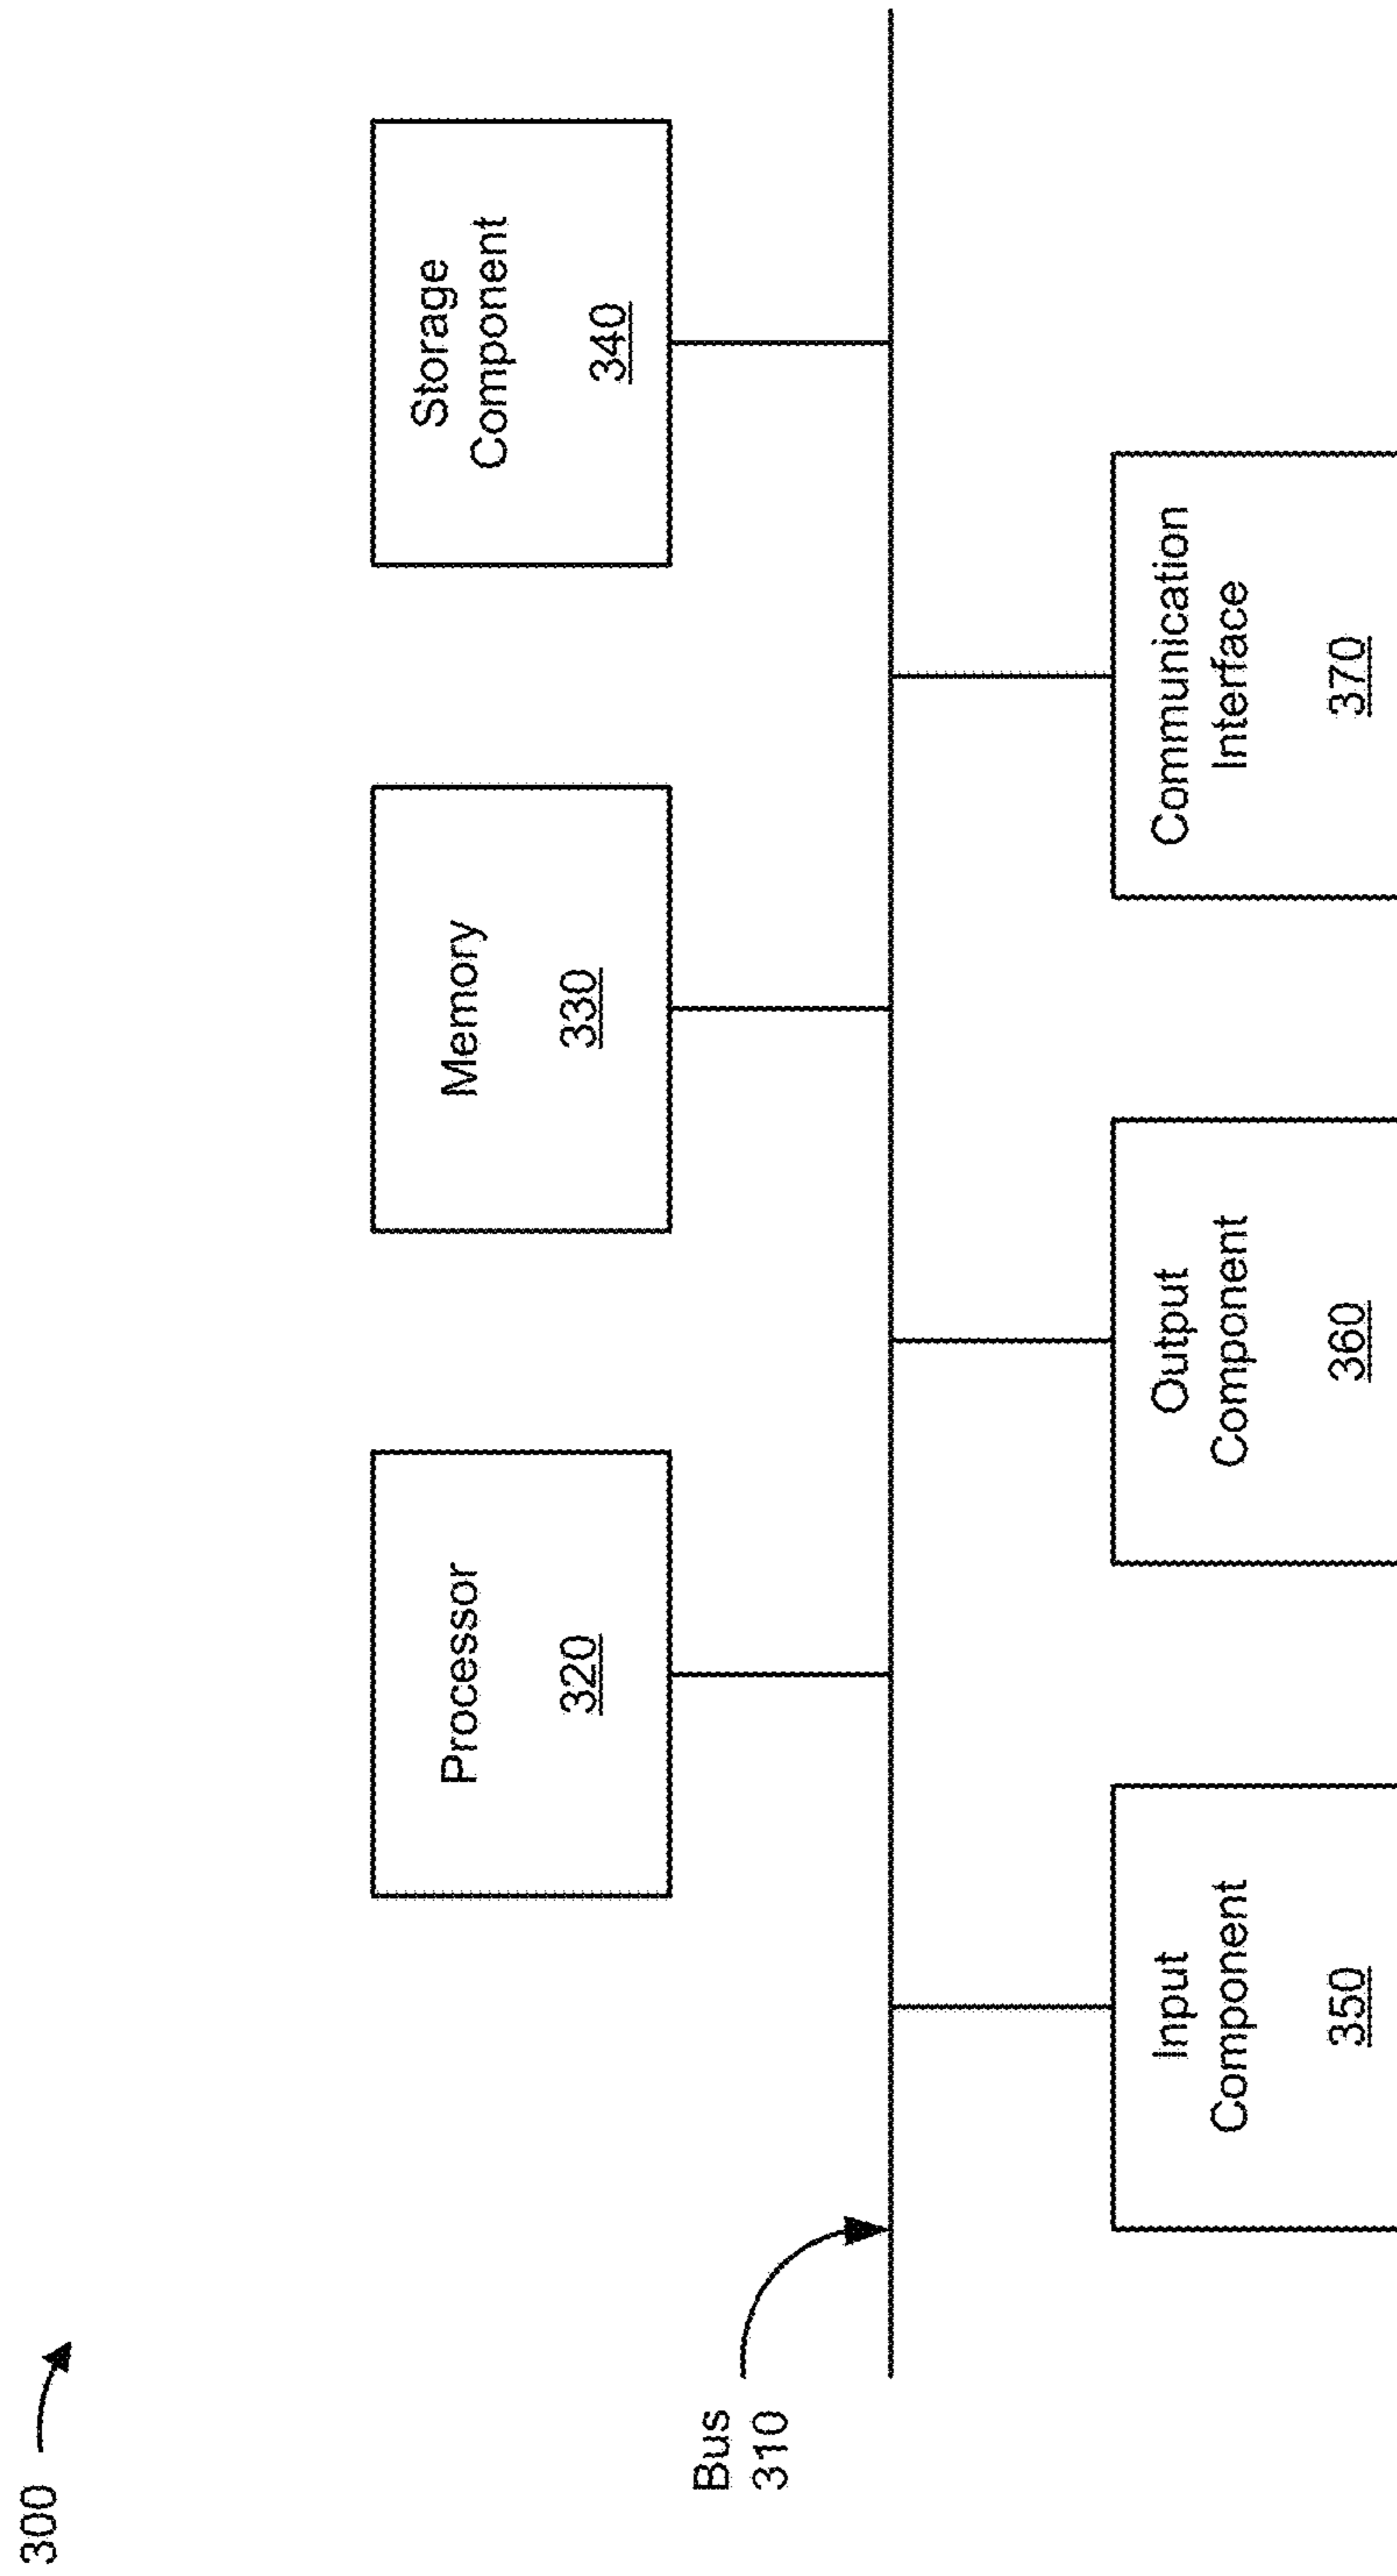 300
Processor
320
Memory
330
Storage
Component
340
Bus
310
Input
Component
350
Output
Component
360
Communication
Interface
370